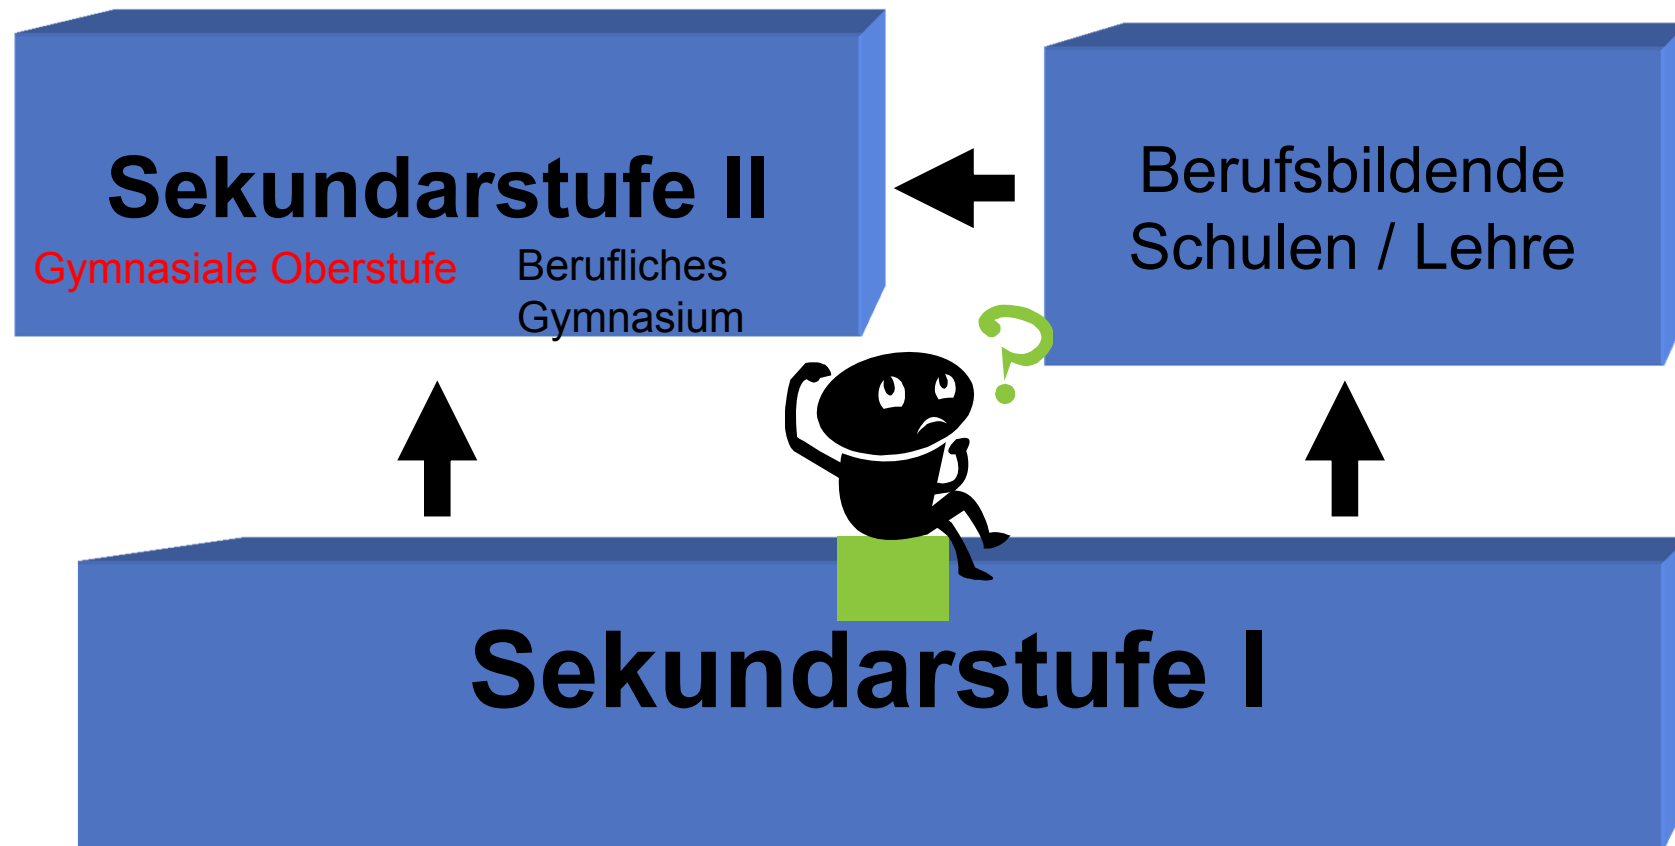 Sekundarstufe II
Gymnasiale Oberstufe
Berufliches
Gymnasium
Berufsbildende
Schulen / Lehre
?
Sekundarstufe I